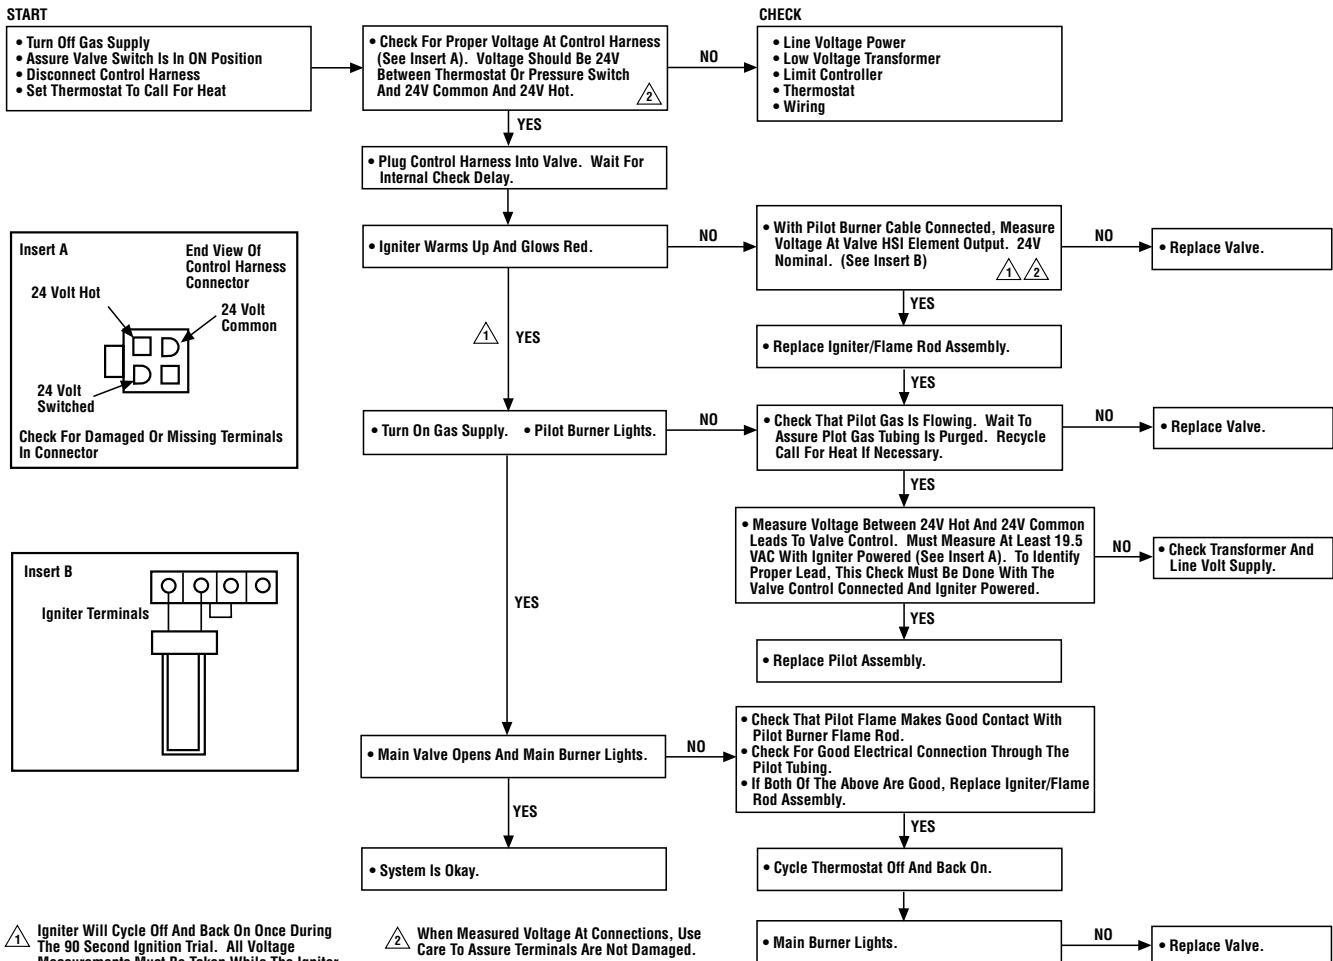 START
• Turn Off Gas Supply
• Assure Valve Switch Is In ON Position
• Disconnect Control Harness
• Set Thermostat To Call For Heat
• Check For Proper Voltage At Control Harness
(See Insert A). Voltage Should Be 24V
Between Thermostat Or Pressure Switch
And 24V Common And 24V Hot.
2
NO
CHECK
• Line Voltage Power
• Low Voltage Transformer
• Limit Controller
• Thermostat
• Wiring
YES
• Plug Control Harness Into Valve. Wait For
Internal Check Delay.
• Igniter Warms Up And Glows Red.
NO
• With Pilot Burner Cable Connected, Measure
Voltage At Valve HSI Element Output. 24V
Nominal. (See Insert B)
1 2
NO
• Replace Valve.
YES
• Replace Igniter/Flame Rod Assembly.
YES
1
YES
• Turn On Gas Supply. • Pilot Burner Lights.
NO
• Check That Pilot Gas Is Flowing. Wait To
Assure Plot Gas Tubing Is Purged. Recycle
Call For Heat If Necessary.
NO
• Replace Valve.
YES
• Measure Voltage Between 24V Hot And 24V Common
Leads To Valve Control. Must Measure At Least 19.5
VAC With Igniter Powered (See Insert A). To Identify
Proper Lead, This Check Must Be Done With The
Valve Control Connected And Igniter Powered.
NO
• Check Transformer And
Line Volt Supply.
YES
• Replace Pilot Assembly.
YES
• Main Valve Opens And Main Burner Lights.
NO
• Check That Pilot Flame Makes Good Contact With
Pilot Burner Flame Rod.
• Check For Good Electrical Connection Through The
Pilot Tubing.
• If Both Of The Above Are Good, Replace Igniter/Flame
Rod Assembly.
YES
• System Is Okay.
YES
• Cycle Thermostat Off And Back On.
• Main Burner Lights.
NO
• Replace Valve.
Insert A
End View Of
Control Harness
Connector
24 Volt Hot
24 Volt
Common
24 Volt
Switched
Check For Damaged Or Missing Terminals
In Connector
Insert B
Igniter Terminals
1 Igniter Will Cycle Off And Back On Once During
The 90 Second Ignition Trial. All Voltage
Measurements Must Be Taken While The Igniter
2 When Measured Voltage At Connections, Use
Care To Assure Terminals Are Not Damaged.